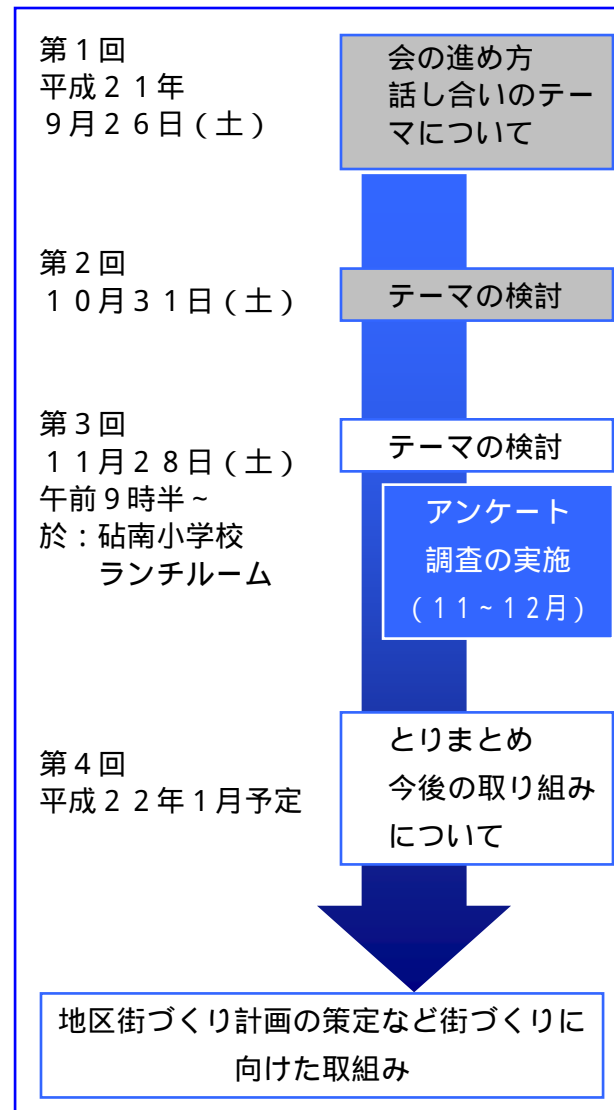 第１回
平成２１年
９月２６日（土）
会の進め方
話し合いのテー
マについて
第２回
１０月３１日（土）
テーマの検討
第３回
１１月２８日（土）
午前９時半~
於：砧南小学校
ランチルーム
テーマの検討
アンケート
調査の実施
（１１~１２月）
第４回
平成２２年１月予定
とりまとめ
今後の取り組み
について
地区街づくり計画の策定など街づくりに
向けた取組み